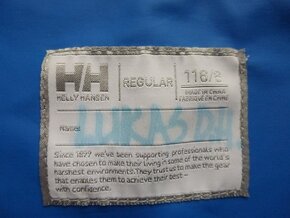 H/H
HELLY HANSEN
REGULAR
116/6
MADE IN CHINA
FABRIQUÉ EN CHINE
Name:
LUKAS
Since 1877 we've been supporting professionals who
have to make their living in some of the world's
harshest environments. They trust us to make the gear
that enables them to achieve their best –
with confidence.